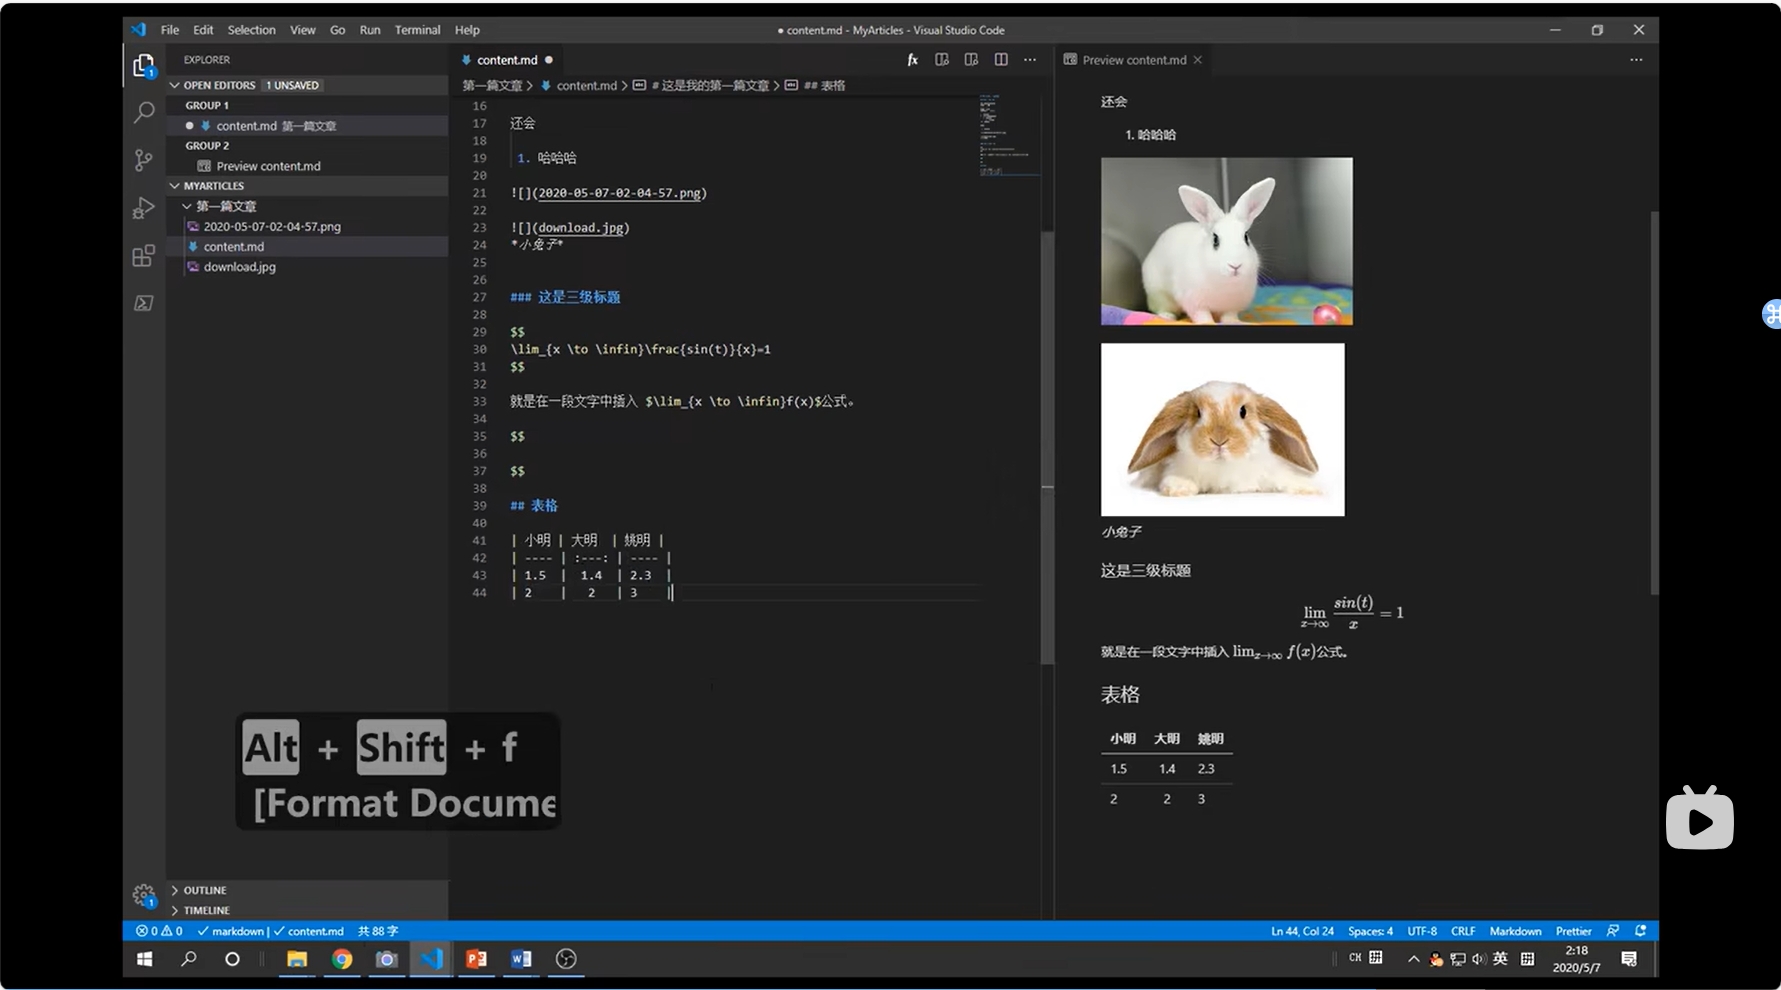 File Edit Selection View Go Run Terminal Help
● content.md - MyArticles - Visual Studio Code
EXPLORER
OPEN EDITORS 1 UNSAVED
GROUP 1
content.md 第一篇文章
GROUP 2
Preview content.md
MYARTICLES
第一篇文章
2020-05-07-02-04-57.png
content.md
download.jpg
OUTLINE
TIMELINE
content.md
第一篇文章 > content.md > # 这是我的第一篇文章 > ## 表格
16
17 还会
18
19 1. 哈哈哈
20
21 ![](2020-05-07-02-04-57.png)
22
23 ![](download.jpg)
24 *小兔子*
25
26
27 ### 这是三级标题
28
29 $$
30 \lim_{x \to \infin}\frac{sin(t)}{x}=1
31 $$
32
33 就是在一段文字中插入 $\lim_{x \to \infin}f(x)$公式。
34
35 $$
36
37 $$
38
39 ## 表格
40
41 | 小明 | 大明 | 姚明 |
42 | ---- | :---: | ---- |
43 | 1.5 | 1.4 | 2.3 |
44 | 2 | 2 | 3 |
Preview content.md
还会
1. 哈哈哈
小兔子
这是三级标题
lim x→∞ sin(t)/x = 1
就是在一段文字中插入 lim x→∞ f(x)公式。
表格
小明 大明 姚明
1.5 1.4 2.3
2 2 3
Alt + Shift + f
[Format Docume
0 0 markdown | content.md 共 88 字
Ln 44, Col 24 Spaces: 4 UTF-8 CRLF Markdown Prettier
CH 英
2:18
2020/5/7